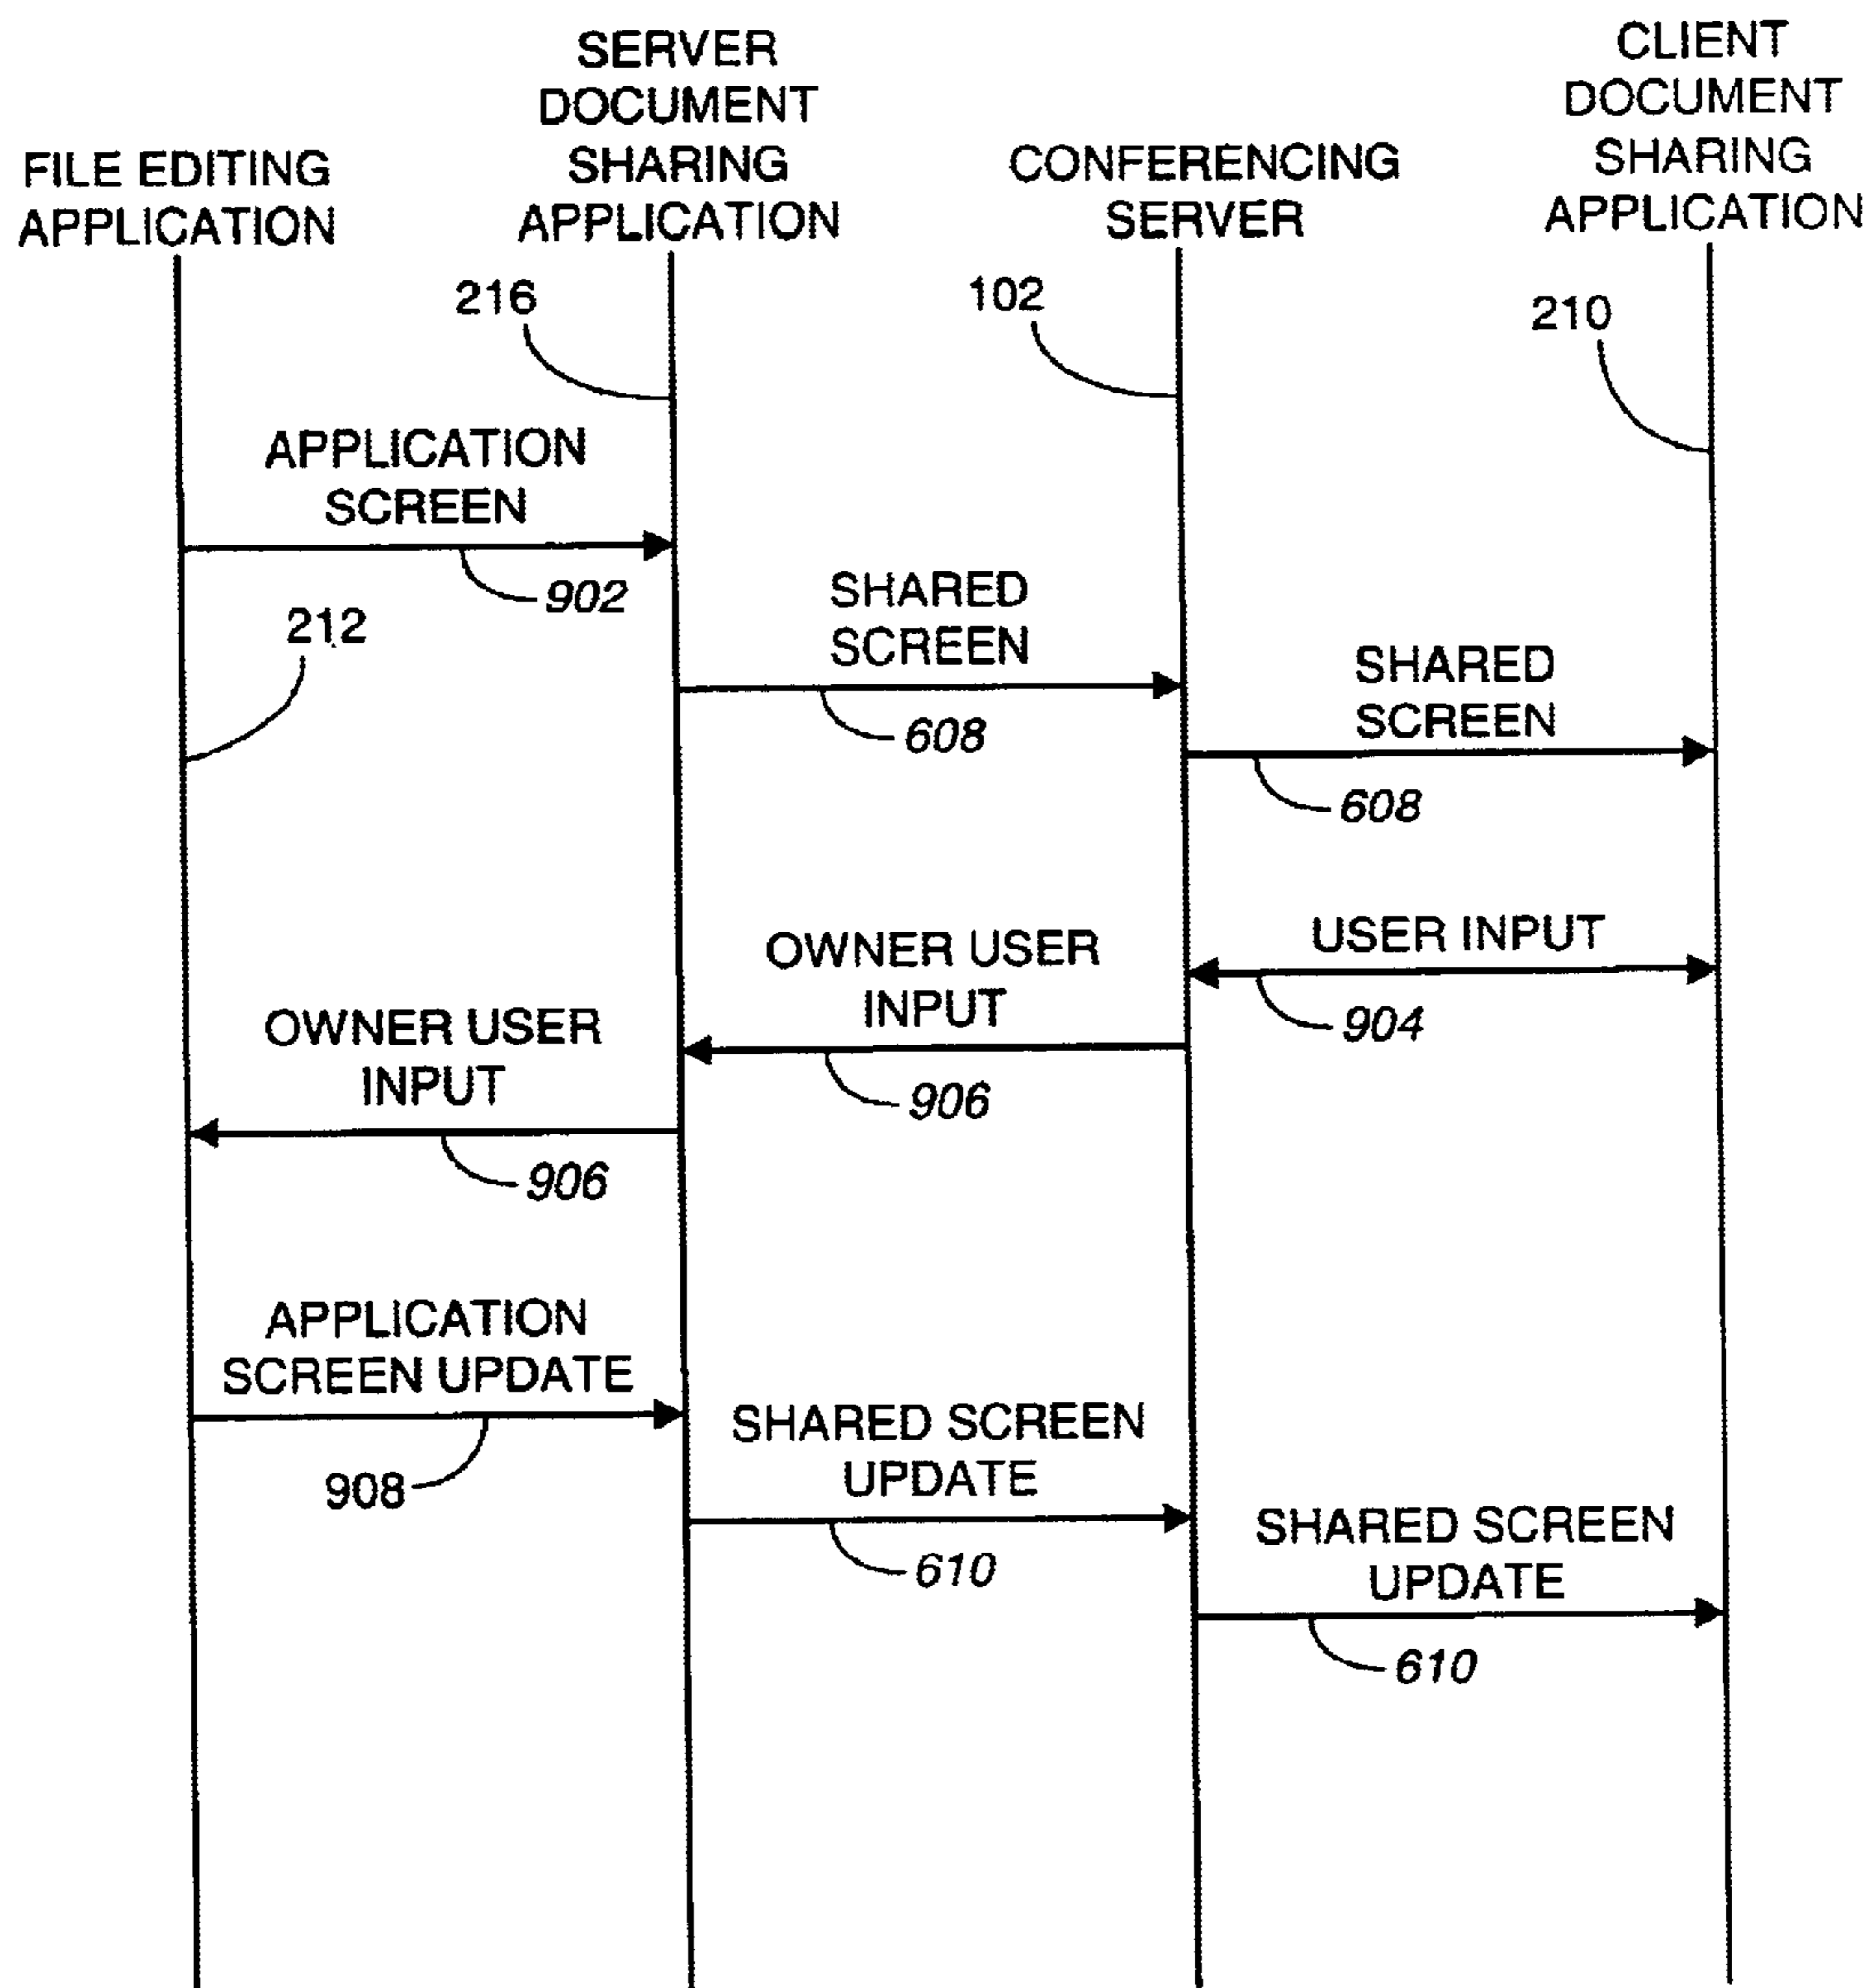 FILE EDITING
APPLICATION
SERVER
DOCUMENT
SHARING
APPLICATION
CONFERENCING
SERVER
CLIENT
DOCUMENT
SHARING
APPLICATION
216
102
210
APPLICATION
SCREEN
902
212
SHARED
SCREEN
608
SHARED
SCREEN
608
USER INPUT
904
OWNER USER
INPUT
906
OWNER USER
INPUT
906
APPLICATION
SCREEN UPDATE
908
SHARED SCREEN
UPDATE
610
SHARED SCREEN
UPDATE
610